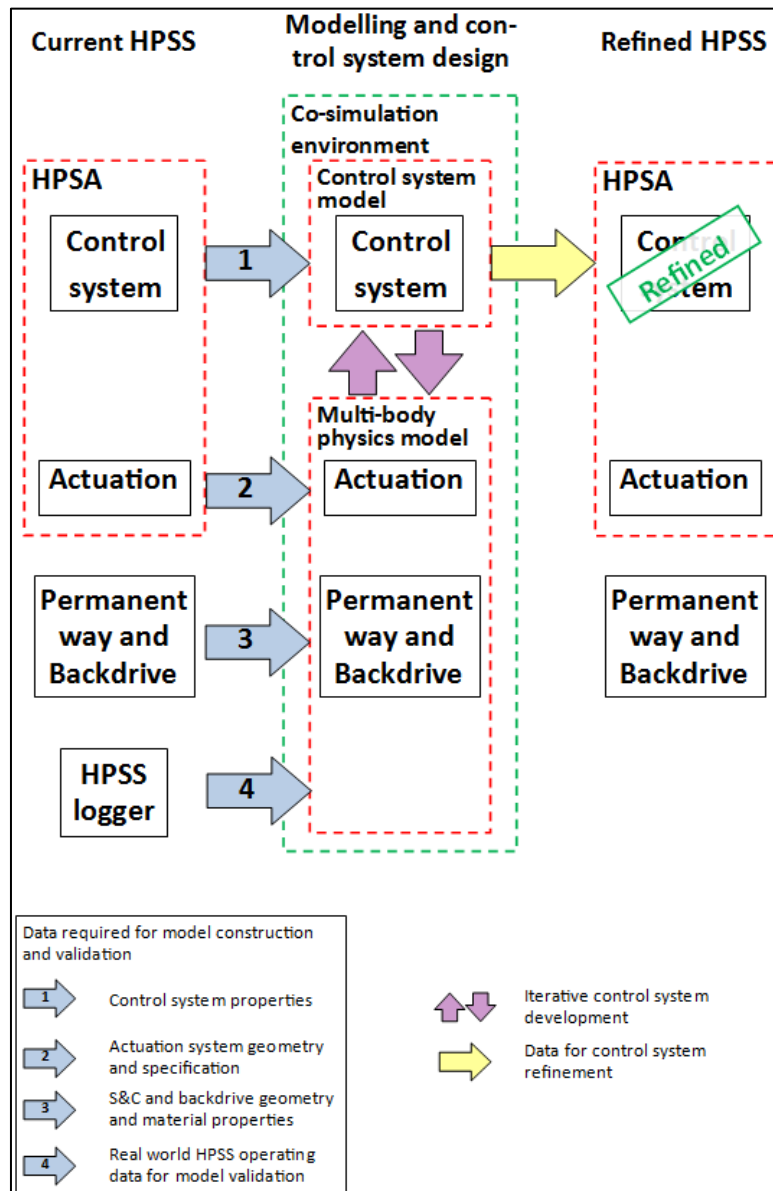 Current HPSS
Modelling and con-
trol system design
Refined HPSS
Co-simulation
environment
HPSA
Control
system
1
Control system
model
Control
system
HPSA
Control
system
Refined
Multi-body
physics model
Actuation
2
Actuation
Actuation
Permanent
way and
Backdrive
3
Permanent
way and
Backdrive
Permanent
way and
Backdrive
HPSS
logger
4
Data required for model construction
and validation
1
Control system properties
2
Actuation system geometry
and specification
3
S&C and backdrive geometry
and material properties
4
Real world HPSS operating
data for model validation
Iterative control system
development
Data for control system
refinement